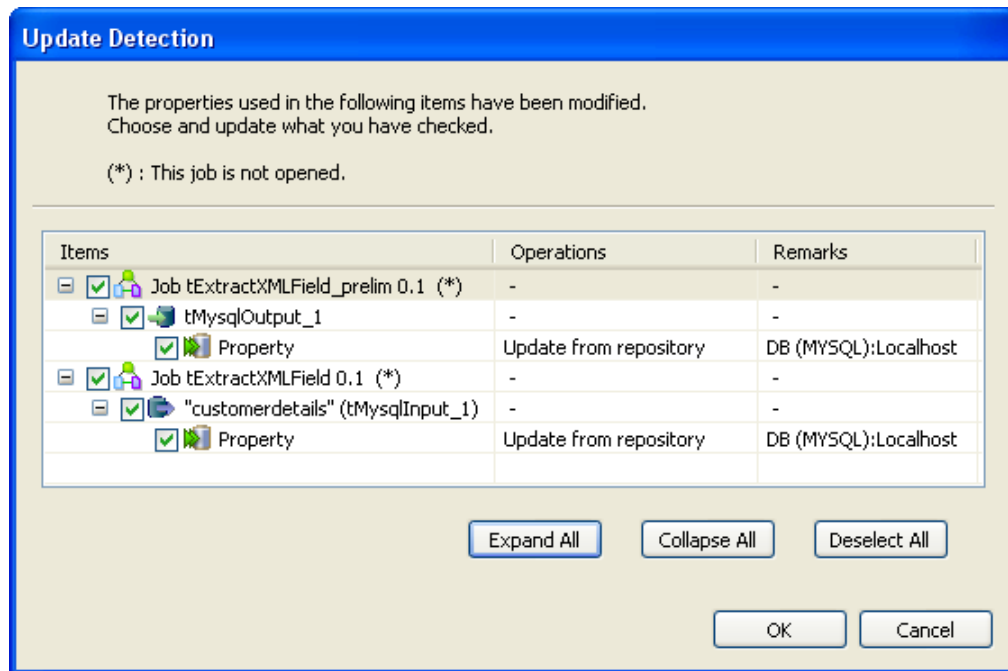 Update Detection
The properties used in the following items have been modified.
Choose and update what you have checked.
(*) : This job is not opened.
Items Operations Remarks
Job tExtractXMLField_prelim 0.1 (*) - -
tMysqlOutput_1 - -
Property Update from repository DB (MYSQL):Localhost
Job tExtractXMLField 0.1 (*) - -
"customerdetails" (tMysqlInput_1) - -
Property Update from repository DB (MYSQL):Localhost
Expand All Collapse All Deselect All
OK Cancel